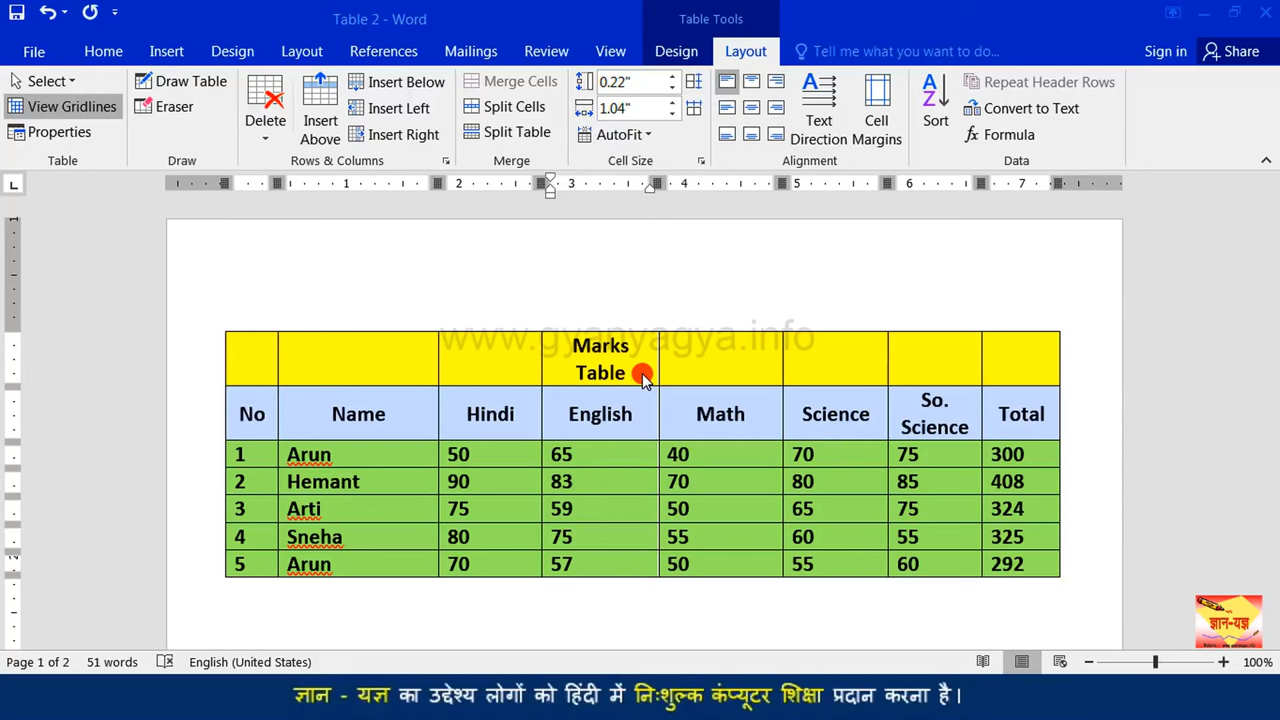 Table 2 - Word
Table Tools
File Home Insert Design Layout References Mailings Review View Design Layout Tell me what you want to do... Sign in Share
Select Draw Table Delete Insert Above Insert Below Merge Cells 0.22" Text Direction Cell Margins Sort Repeat Header Rows
View Gridlines Eraser Insert Left Split Cells 1.04" Convert to Text
Properties Insert Right Split Table AutoFit Formula
Table Draw Rows & Columns Merge Cell Size Alignment Data
1 2 3 4 5 6 7
www.gyanyagya.info
Marks
Table
No Name Hindi English Math Science So. Science Total
1 Arun 50 65 40 70 75 300
2 Hemant 90 83 70 80 85 408
3 Arti 75 59 50 65 75 324
4 Sneha 80 75 55 60 55 325
5 Arun 70 57 50 55 60 292
ज्ञान-यज्ञ
Page 1 of 2 51 words English (United States) 100%
ज्ञान - यज्ञ का उद्देश्य लोगों को हिंदी में निःशुल्क कंप्यूटर शिक्षा प्रदान करना है।